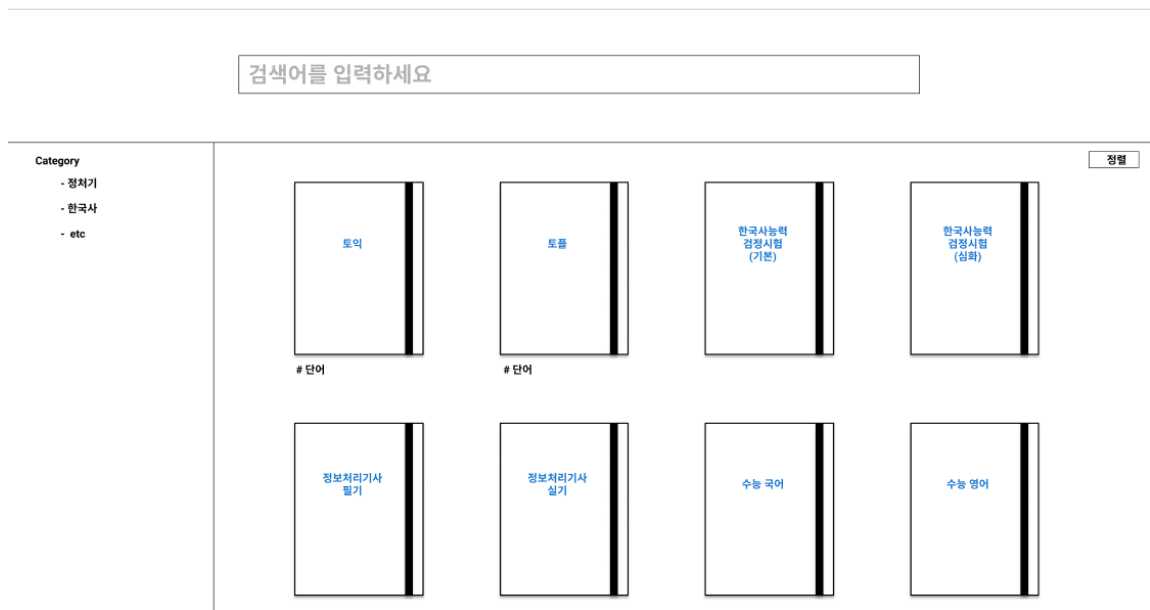 검색어를 입력하세요
Category
- 정처기
- 한국사
- etc
정렬
토익
토플
한국사능력
검정시험
(기본)
한국사능력
검정시험
(심화)
# 단어
# 단어
정보처리기사
필기
정보처리기사
실기
수능 국어
수능 영어